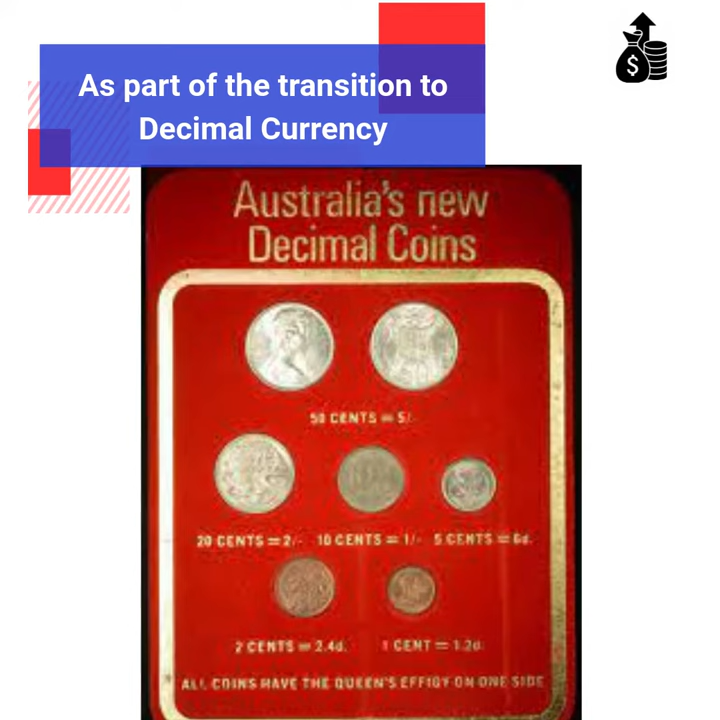 As part of the transition to
Decimal Currency
$
Australia's new
Decimal Coins
50 CENTS = 5/-
20 CENTS = 2/- 10 CENTS = 1/- 5 CENTS = 6d.
2 CENTS = 2.4d. 1 CENT = 1.2d.
ALL COINS HAVE THE QUEEN'S EFFIGY ON ONE SIDE